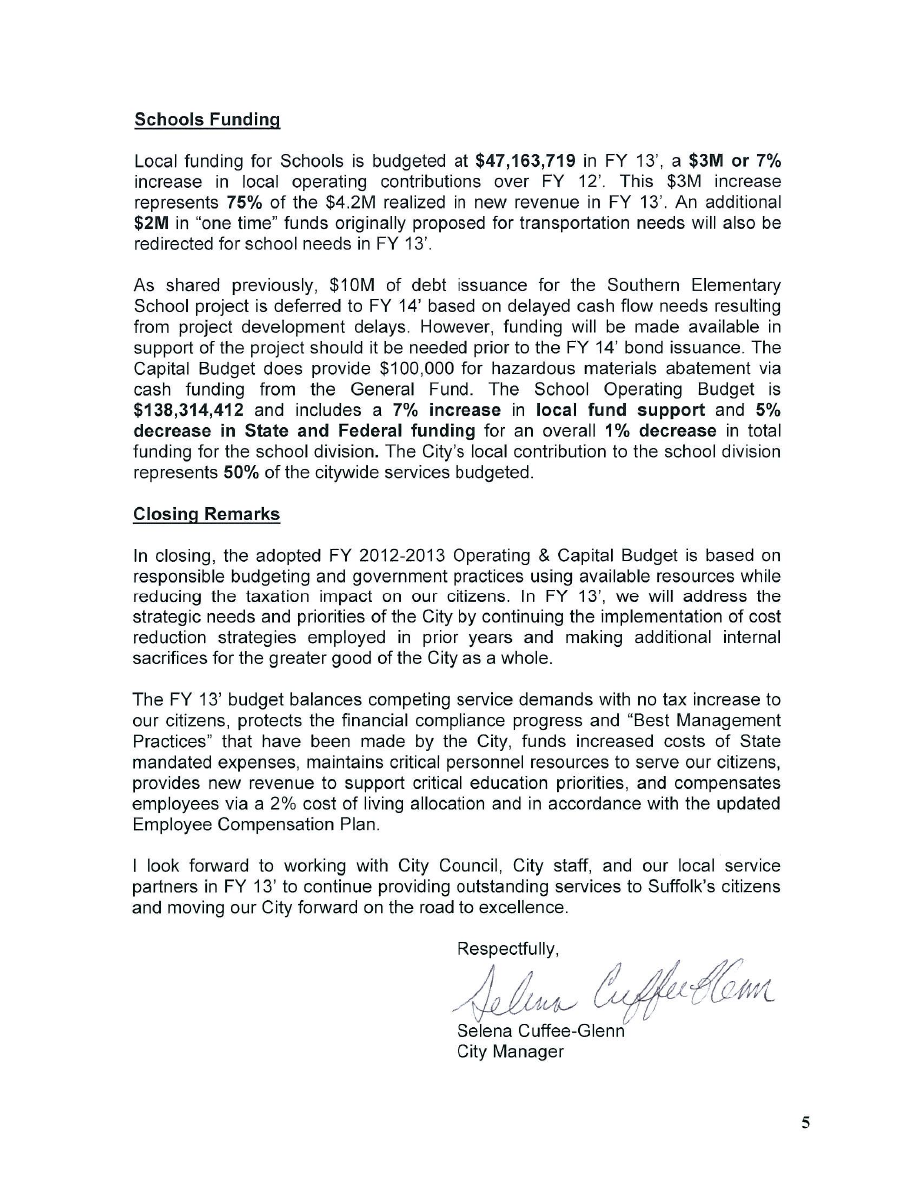 Schools Funding
Local funding for Schools is budgeted at $47,163,719 in FY 13', a $3M or 7%
increase in local operating contributions over FY 12'. This $3M increase
represents 75% of the $4.2M realized in new revenue in FY 13'. An additional
$2M in “one time” funds originally proposed for transportation needs will also be
redirected for school needs in FY 13'.
As shared previously, $10M of debt issuance for the Southern Elementary
School project is deferred to FY 14' based on delayed cash flow needs resulting
from project development delays. However, funding will be made available in
support of the project should it be needed prior to the FY 14' bond issuance. The
Capital Budget does provide $100,000 for hazardous materials abatement via
cash funding from the General Fund. The School Operating Budget is
$138,314,412 and includes a 7% increase in local fund support and 5%
decrease in State and Federal funding for an overall 1% decrease in total
funding for the school division. The City's local contribution to the school division
represents 50% of the citywide services budgeted.
Closing Remarks
In closing, the adopted FY 2012-2013 Operating & Capital Budget is based on
responsible budgeting and government practices using available resources while
reducing the taxation impact on our citizens. In FY 13', we will address the
strategic needs and priorities of the City by continuing the implementation of cost
reduction strategies employed in prior years and making additional internal
sacrifices for the greater good of the City as a whole.
The FY 13' budget balances competing service demands with no tax increase to
our citizens, protects the financial compliance progress and “Best Management
Practices” that have been made by the City, funds increased costs of State
mandated expenses, maintains critical personnel resources to serve our citizens,
provides new revenue to support critical education priorities, and compensates
employees via a 2% cost of living allocation and in accordance with the updated
Employee Compensation Plan.
I look forward to working with City Council, City staff, and our local service
partners in FY 13' to continue providing outstanding services to Suffolk's citizens
and moving our City forward on the road to excellence.
Respectfully,
Selena Cuffee-Glenn
Selena Cuffee-Glenn
City Manager
5